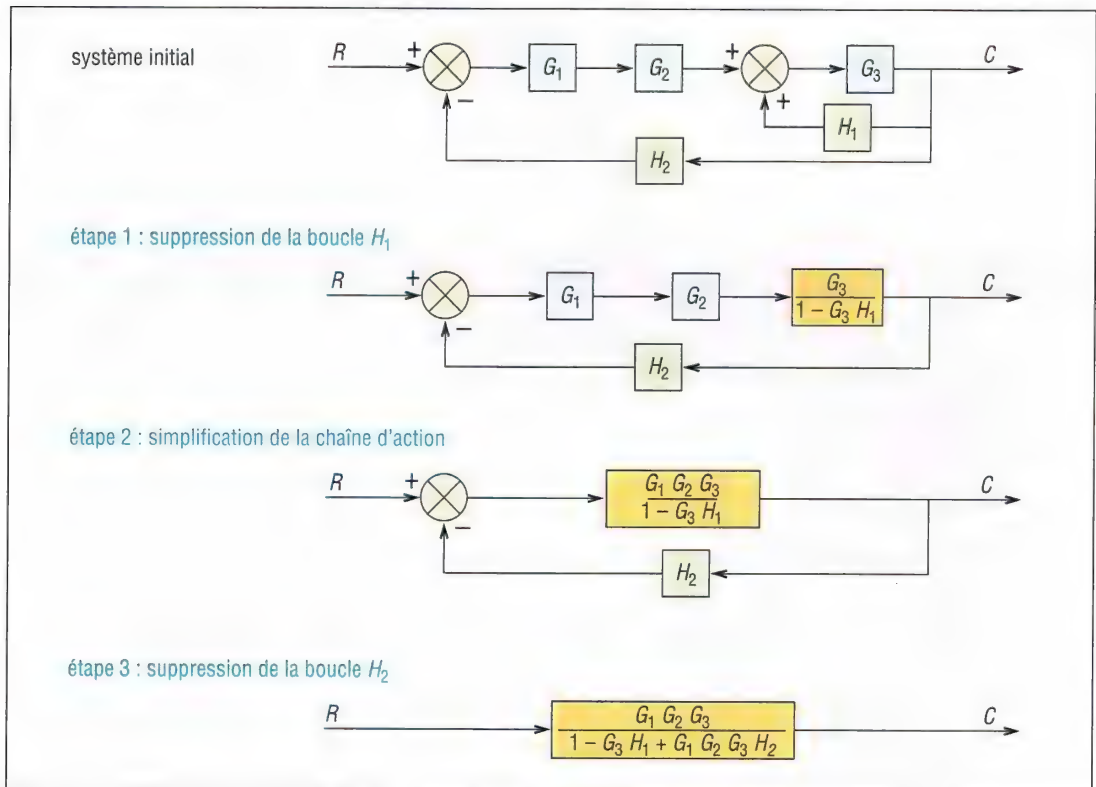 système initial
R + − G₁ G₂ + + G₃ C
H₁
H₂
étape 1 : suppression de la boucle H₁
R + − G₁ G₂ G₃ C
1 − G₃ H₁
H₂
étape 2 : simplification de la chaîne d'action
R + − G₁ G₂ G₃ C
1 − G₃ H₁
H₂
étape 3 : suppression de la boucle H₂
R G₁ G₂ G₃ C
1 − G₃ H₁ + G₁ G₂ G₃ H₂